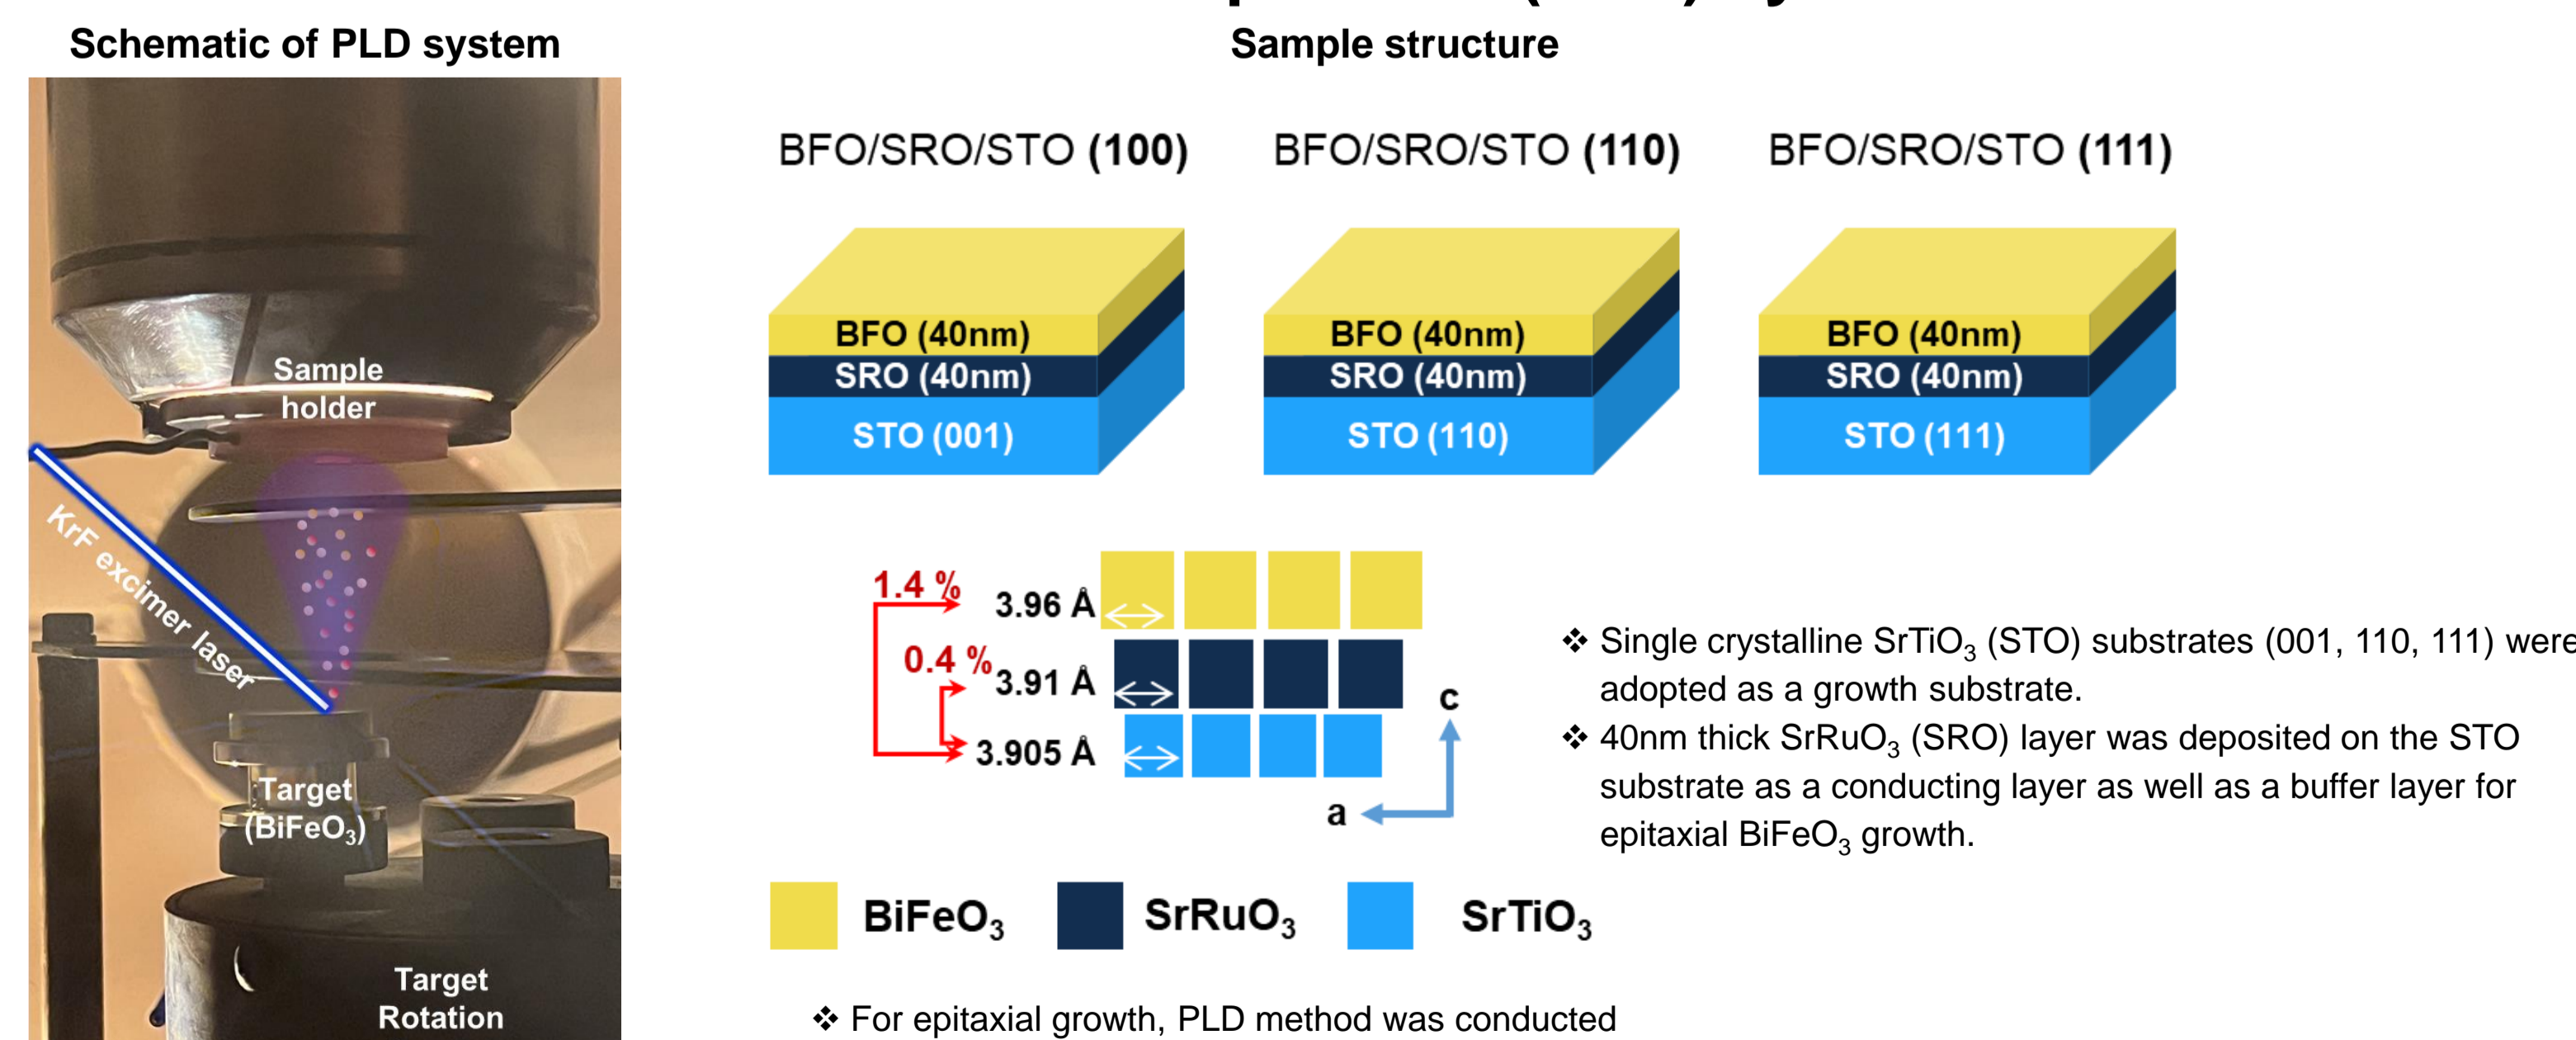 Schematic of PLD system
Sample holder
KrF excimer laser
Target
(BiFeO₃)
Target
Rotation
Sample structure
BFO/SRO/STO (100)
BFO/SRO/STO (110)
BFO/SRO/STO (111)
BFO (40nm)
SRO (40nm)
STO (001)
BFO (40nm)
SRO (40nm)
STO (110)
BFO (40nm)
SRO (40nm)
STO (111)
1.4 %
3.96 Å
0.4 %
3.91 Å
3.905 Å
c
a
❖ Single crystalline SrTiO₃ (STO) substrates (001, 110, 111) were
adopted as a growth substrate.
❖ 40nm thick SrRuO₃ (SRO) layer was deposited on the STO
substrate as a conducting layer as well as a buffer layer for
epitaxial BiFeO₃ growth.
BiFeO₃
SrRuO₃
SrTiO₃
❖ For epitaxial growth, PLD method was conducted